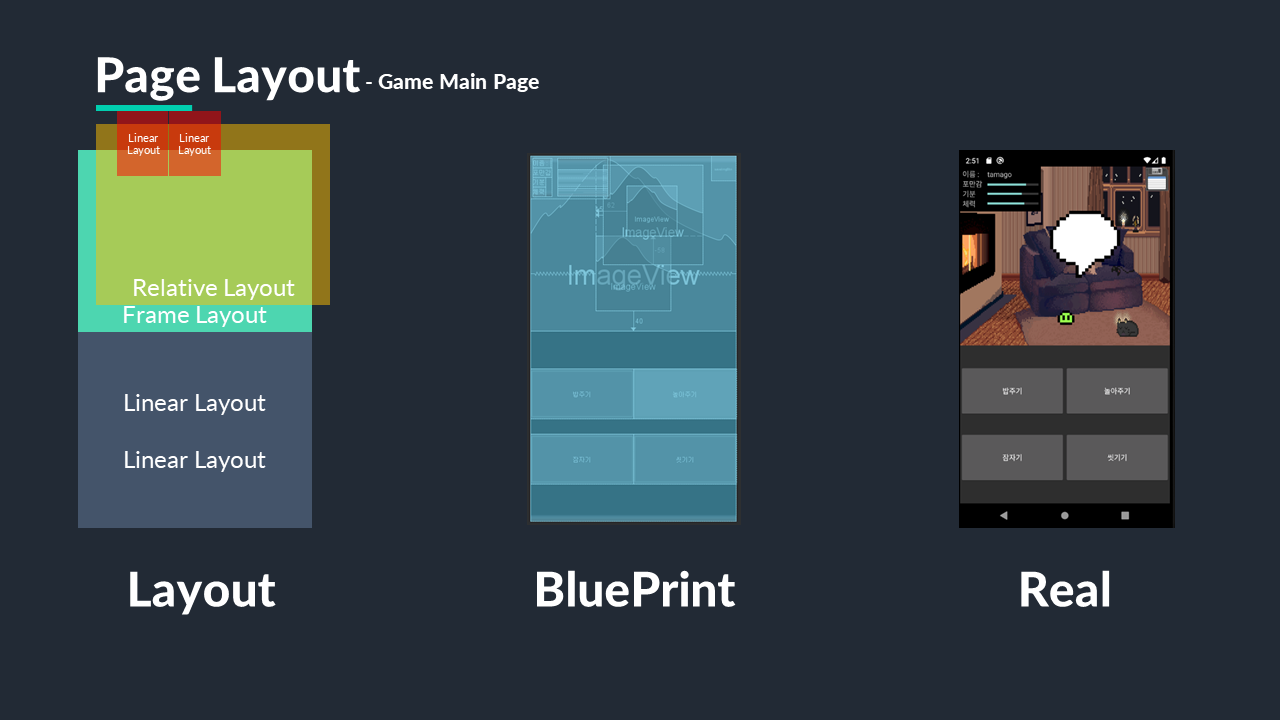 Page Layout - Game Main Page
Linear Layout
Linear Layout
Relative Layout
Frame Layout
Linear Layout
Linear Layout
ImageView
ImageView
ImageView
ImageView
40
밥주기
놀아주기
잠자기
씻기기
2:51
이름 : tamago
포만감
기분
체력
밥주기
놀아주기
잠자기
씻기기
Layout
BluePrint
Real